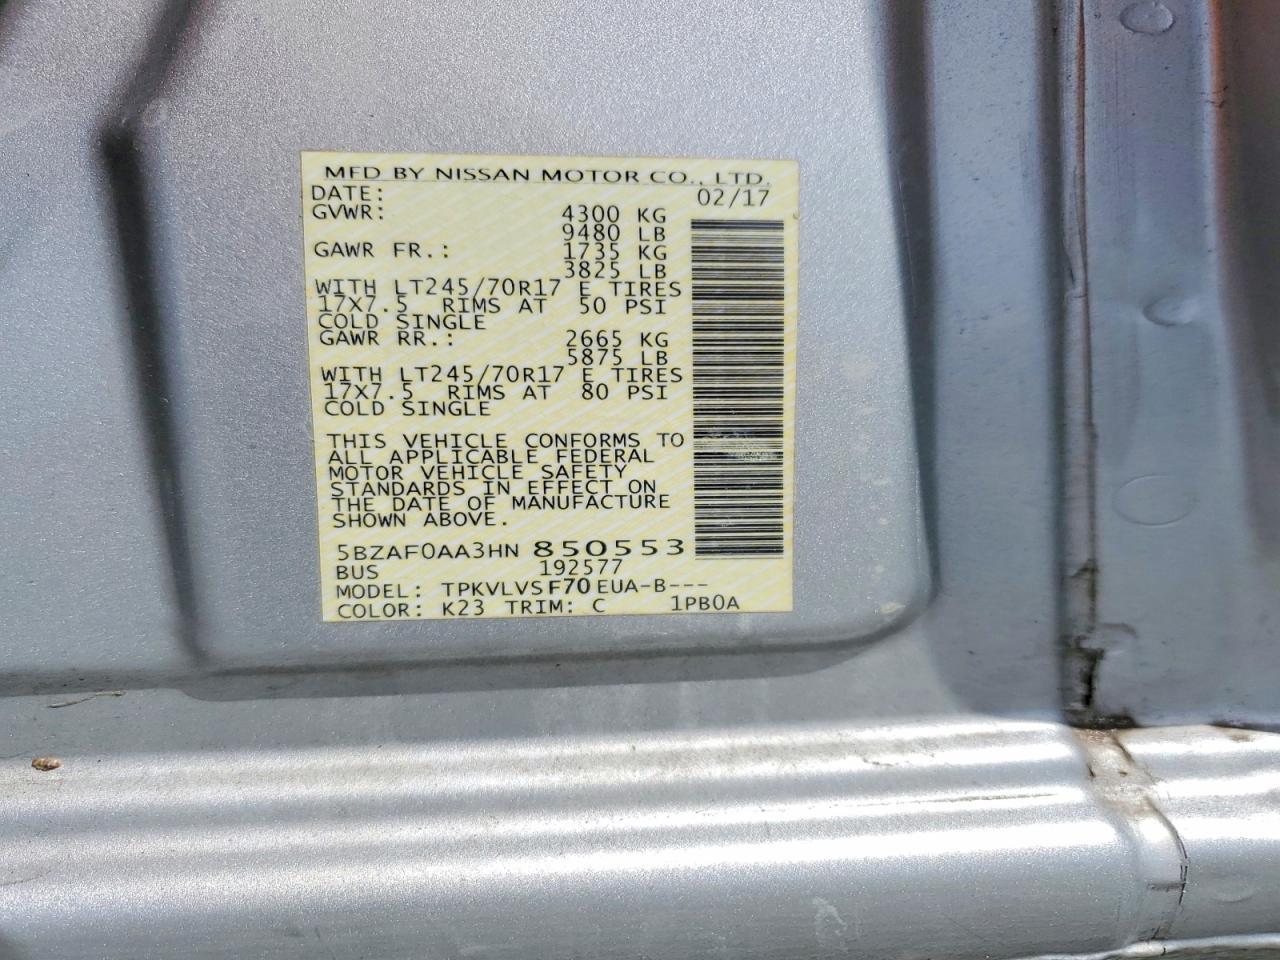 MFD BY NISSAN MOTOR CO., LTD.
DATE: 02/17
GVWR: 4300 KG
9480 LB
GAWR FR.: 1735 KG
3825 LB
WITH LT245/70R17 E TIRES
17X7.5 RIMS AT 50 PSI
COLD SINGLE
GAWR RR.: 2665 KG
5875 LB
WITH LT245/70R17 E TIRES
17X7.5 RIMS AT 80 PSI
COLD SINGLE
THIS VEHICLE CONFORMS TO
ALL APPLICABLE FEDERAL
MOTOR VEHICLE SAFETY
STANDARDS IN EFFECT ON
THE DATE OF MANUFACTURE
SHOWN ABOVE.
5BZAF0AA3HN 850553
BUS 192577
MODEL: TPKVLVSF70EUA-B---
COLOR: K23 TRIM: C 1PB0A